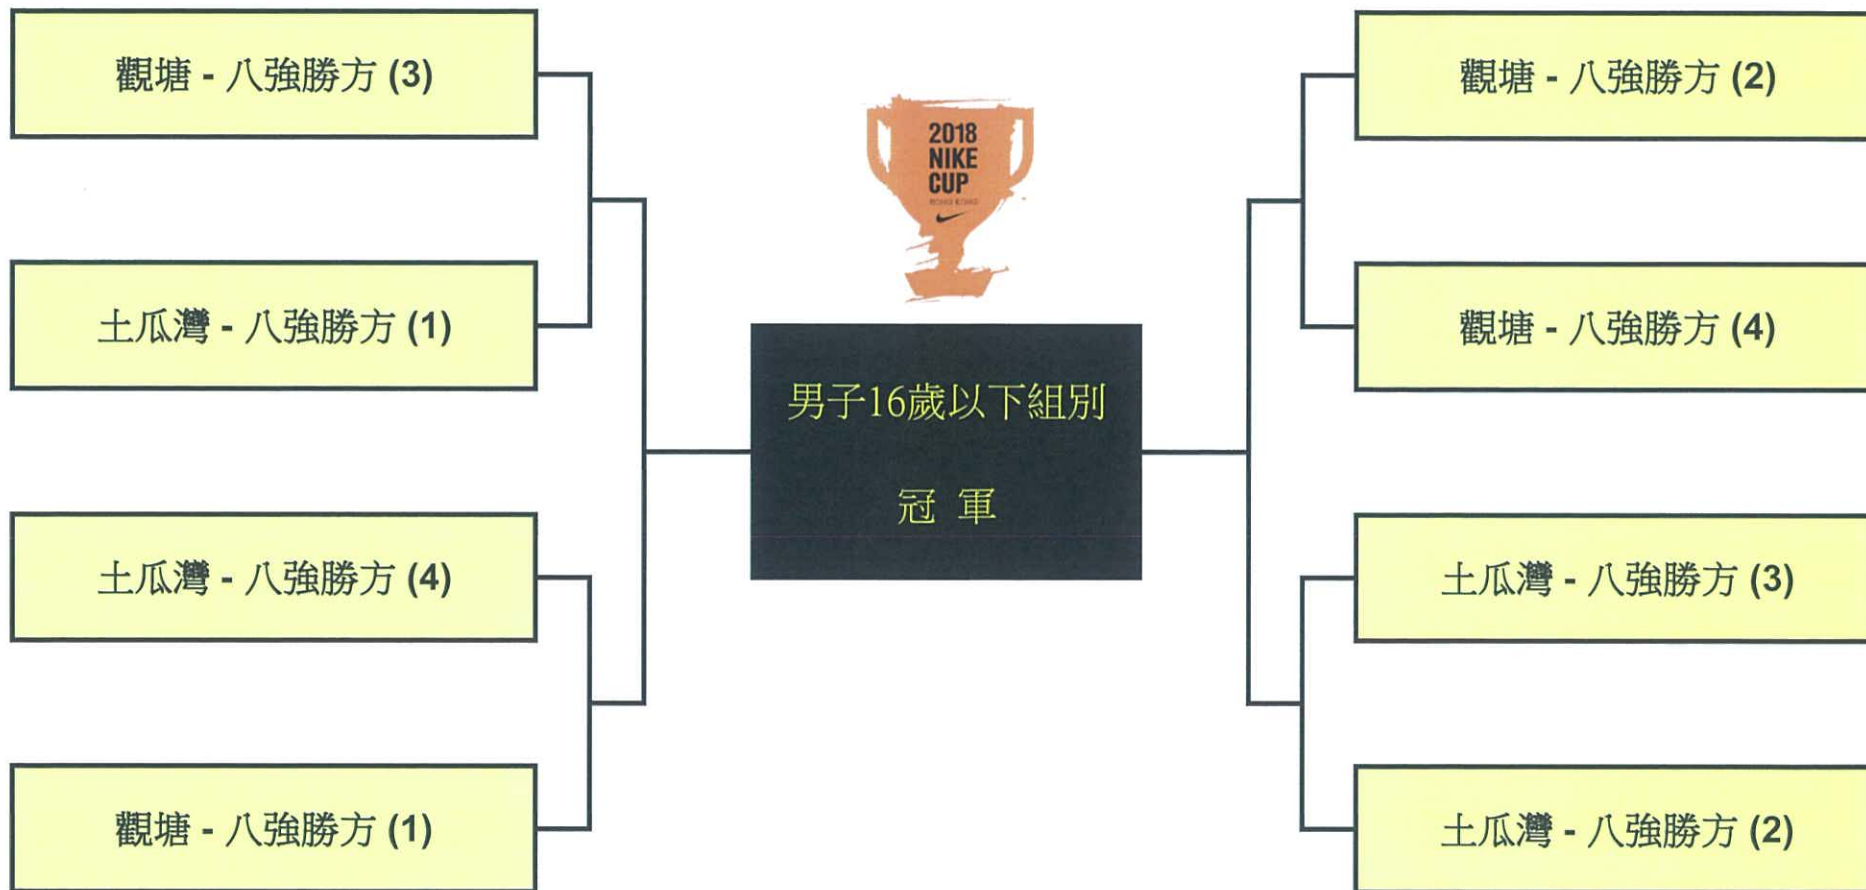 觀塘 - 八強勝方 (3)
土瓜灣 - 八強勝方 (1)
土瓜灣 - 八強勝方 (4)
觀塘 - 八強勝方 (1)
2018
NIKE
CUP
HONG KONG
男子16歲以下組別
冠 軍
觀塘 - 八強勝方 (2)
觀塘 - 八強勝方 (4)
土瓜灣 - 八強勝方 (3)
土瓜灣 - 八強勝方 (2)